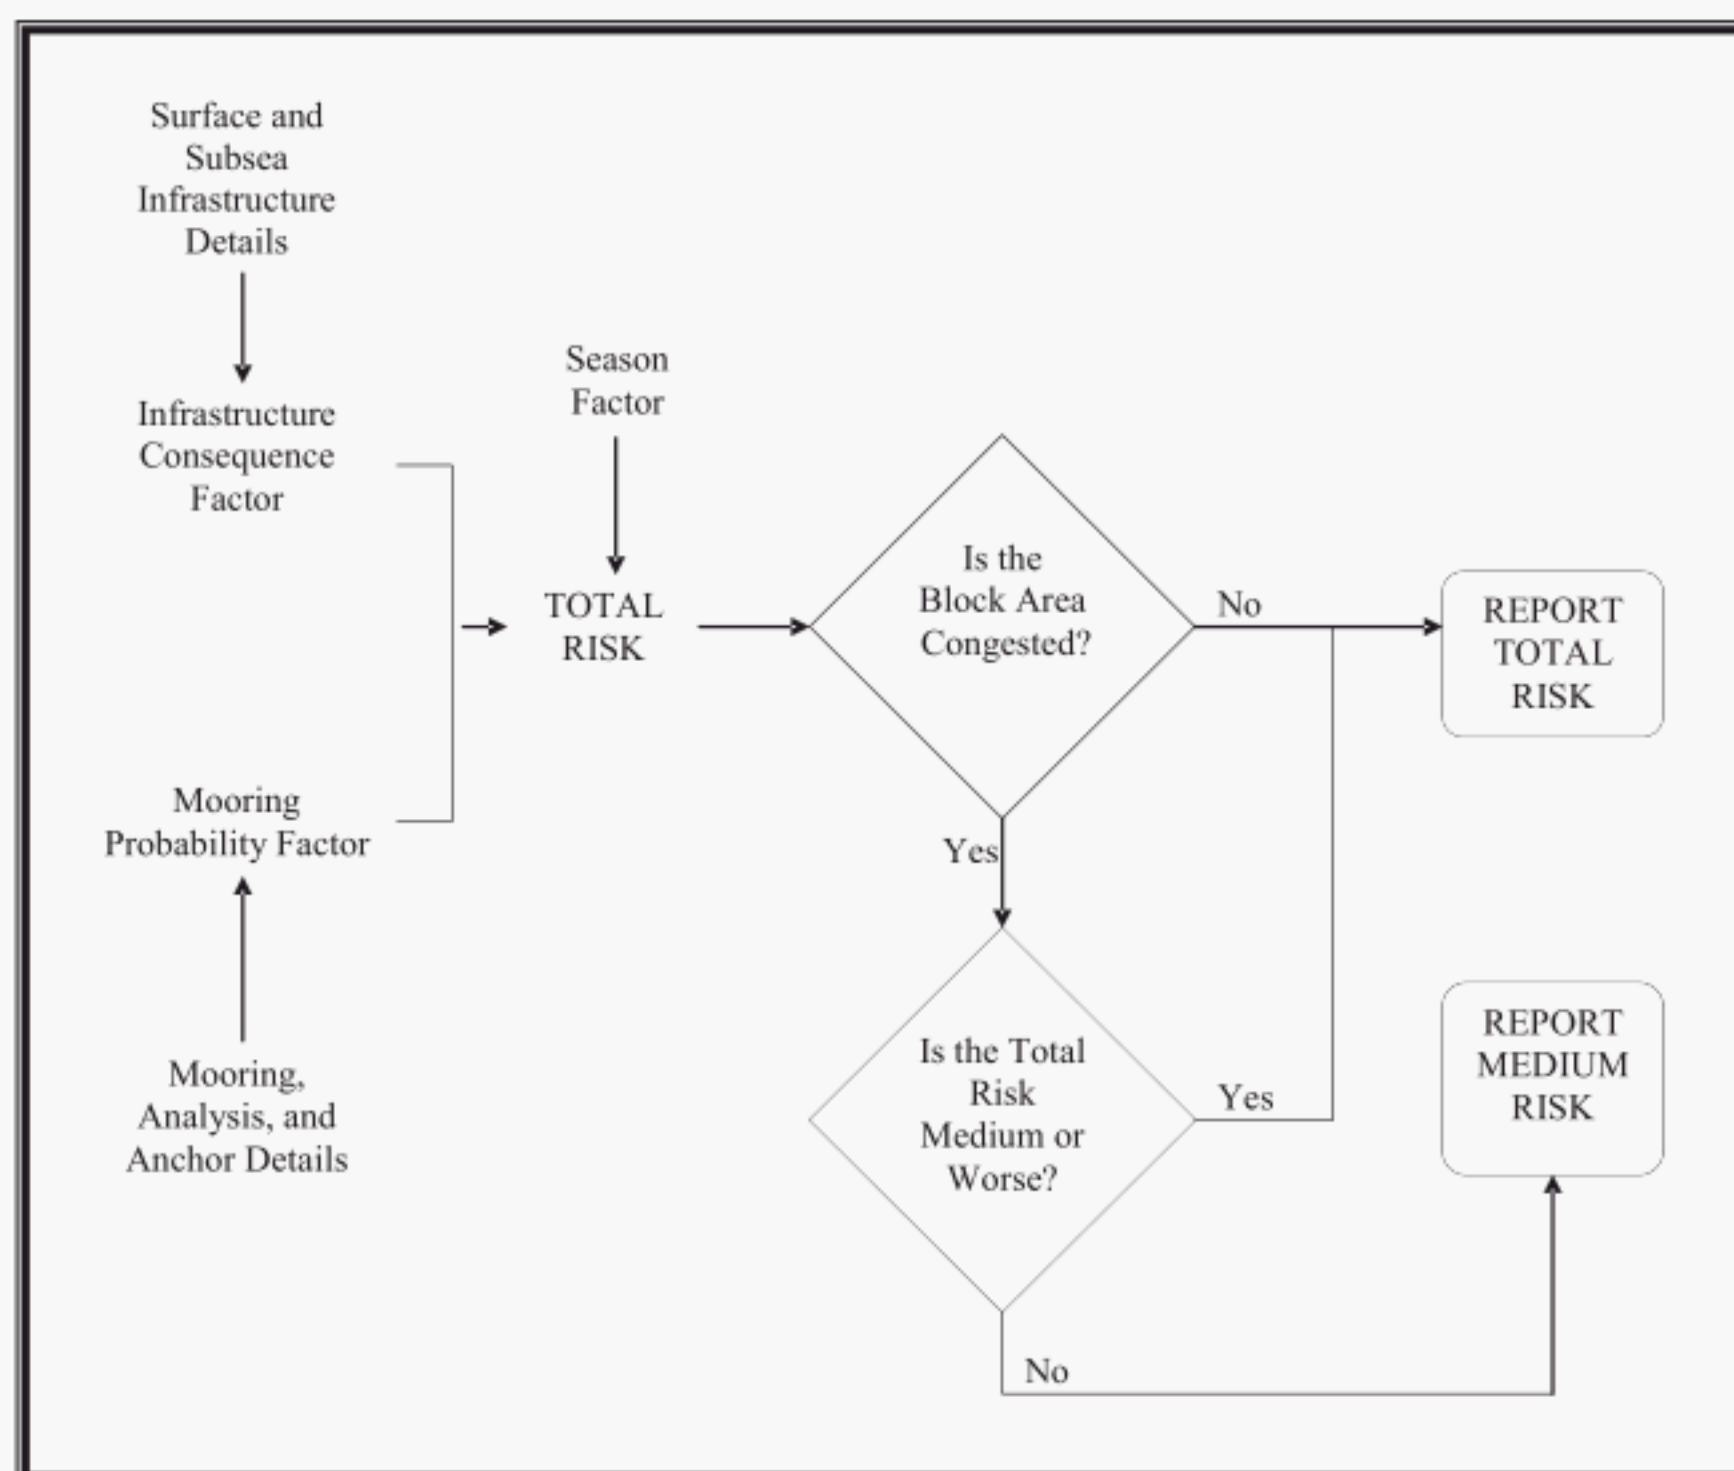 Surface and
Subsea
Infrastructure
Details
Infrastructure
Consequence
Factor
Season
Factor
TOTAL
RISK
Is the
Block Area
Congested?
No
REPORT
TOTAL
RISK
Mooring
Probability Factor
Yes
Mooring,
Analysis, and
Anchor Details
Is the Total
Risk
Medium or
Worse?
Yes
REPORT
MEDIUM
RISK
No